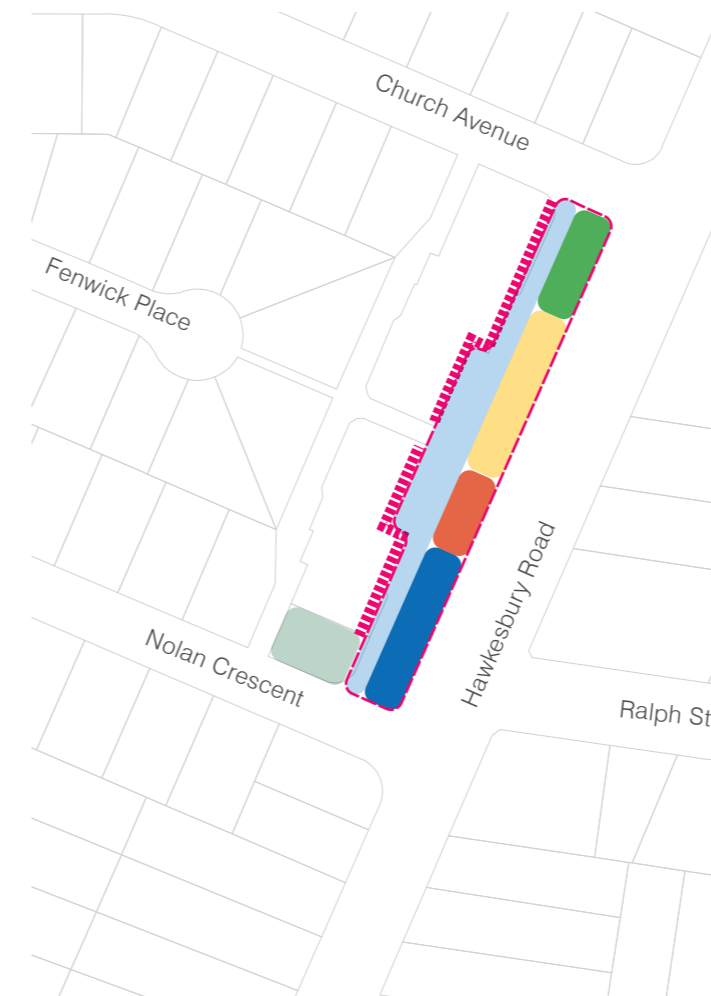 Church Avenue
Fenwick Place
Hawkesbury Road
Nolan Crescent
Ralph St